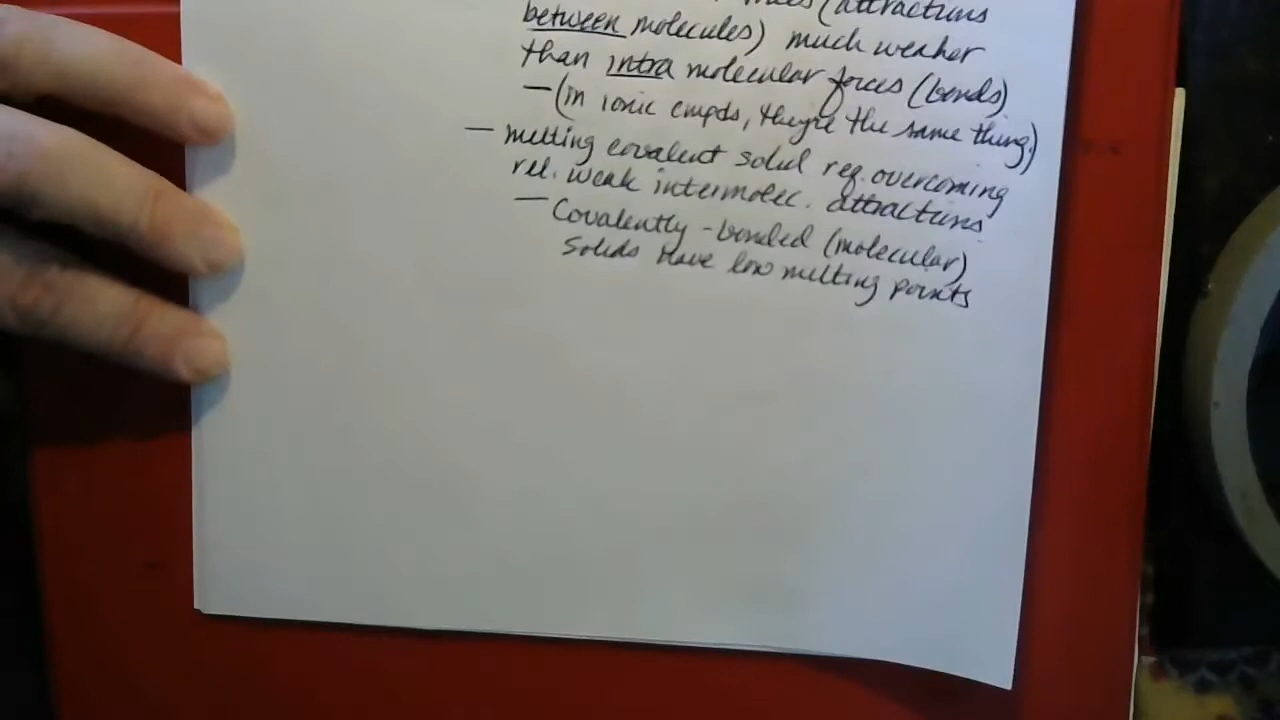 (attractions
between molecules) much weaker
than intra molecular forces (bonds)
— (in ionic cmpds, they're the same thing.)
— melting covalent solid req. overcoming
rel. weak intermolec. attractions
— Covalently-bonded (molecular)
Solids have low melting points